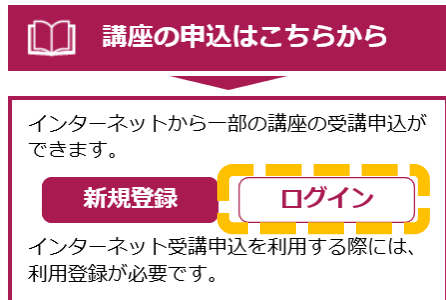 講座の申込はこちらから
インターネットから一部の講座の受講申込が
できます。
新規登録 ログイン
インターネット受講申込を利用する際には、
利用登録が必要です。